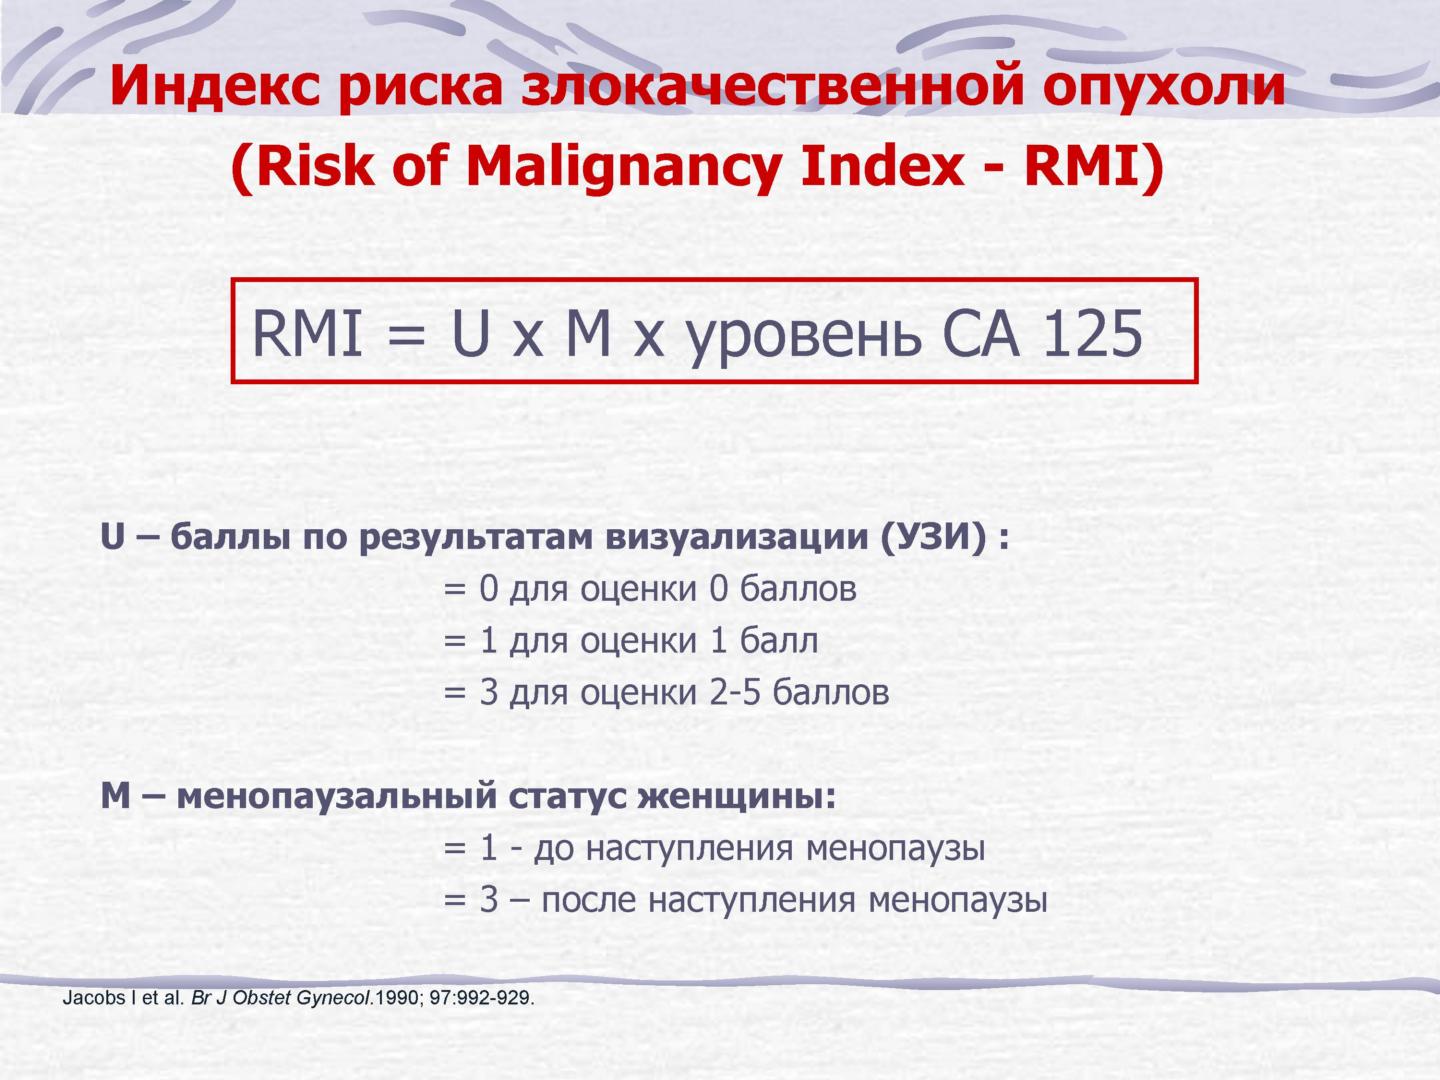 Индекс риска злокачественной опухоли
(Risk of Malignancy Index - RMI)
RMI = U x M x уровень СА 125
U – баллы по результатам визуализации (УЗИ) :
= 0 для оценки 0 баллов
= 1 для оценки 1 балл
= 3 для оценки 2-5 баллов
М – менопаузальный статус женщины:
= 1 - до наступления менопаузы
= 3 – после наступления менопаузы
Jacobs I et al. Br J Obstet Gynecol.1990; 97:992-929.